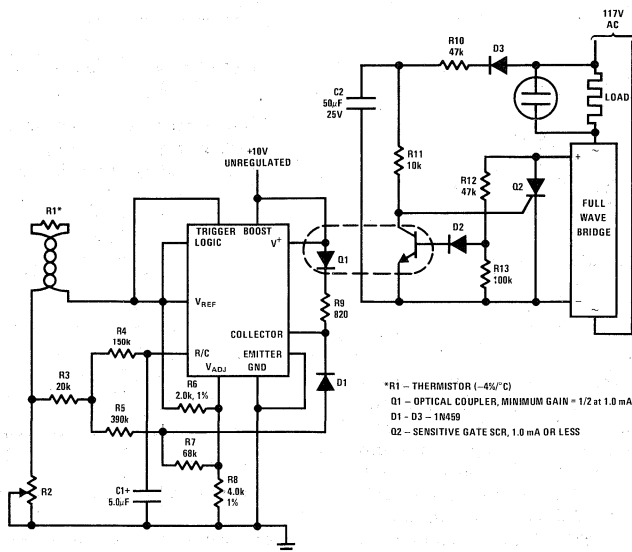 117V
AC
R10
47k
D3
C2
50μF
25V
LOAD
+10V
UNREGULATED
R11
10k
R12
47k
+
~
Q2
R1*
TRIGGER BOOST
LOGIC
V+
FULL
WAVE
BRIDGE
D2
Q1
R13
100k
R9
820
VREF
–
~
COLLECTOR
R4
150k
R/C
EMITTER
GND
VADJ
D1
R3
20k
R6
2.0k, 1%
*R1 – THERMISTOR (–4%/°C)
Q1 – OPTICAL COUPLER, MINIMUM GAIN = 1/2 at 1.0 mA
D1 - D3 – 1N459
Q2 – SENSITIVE GATE SCR, 1.0 mA OR LESS
R5
390k
R7
68k
R2
C1+
5.0μF
R8
4.0k
1%